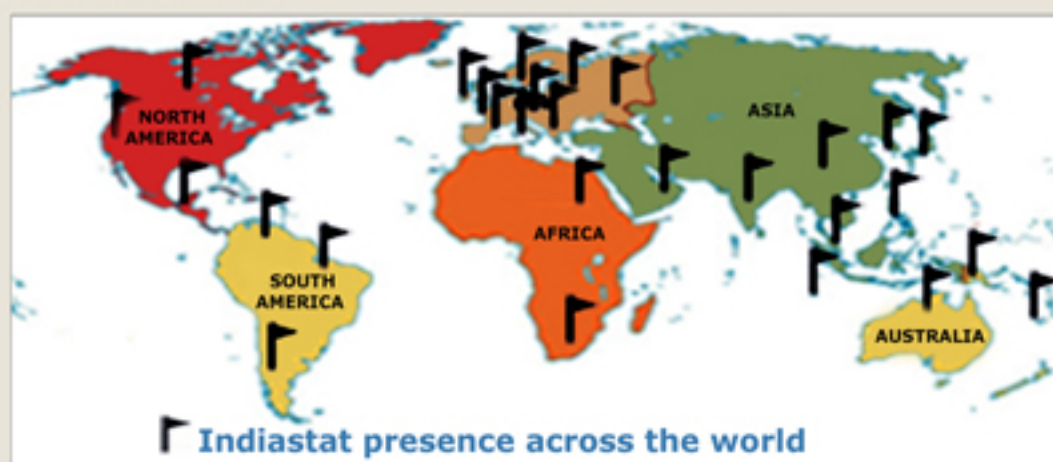 NORTH
AMERICA
ASIA
AFRICA
SOUTH
AMERICA
AUSTRALIA
Indiastat presence across the world